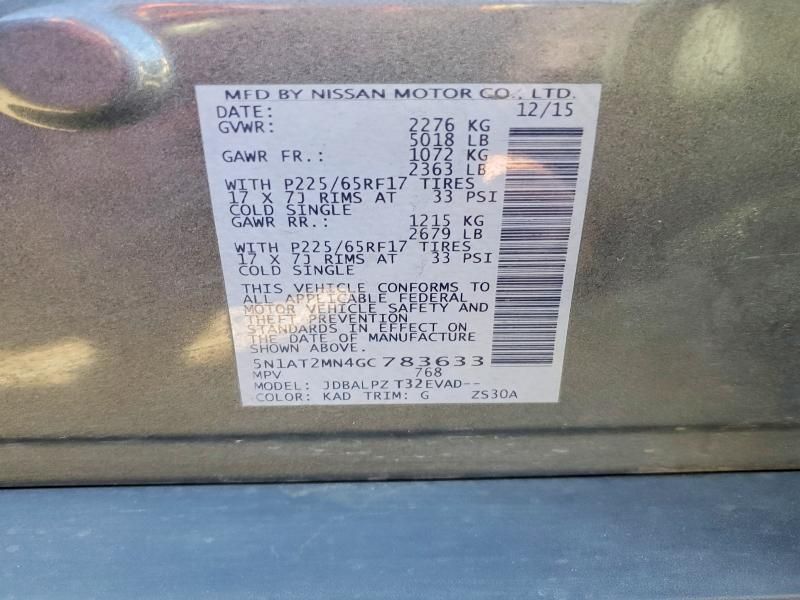 MFD BY NISSAN MOTOR CO., LTD.
DATE: 12/15
GVWR: 2276 KG
5018 LB
GAWR FR.: 1072 KG
2363 LB
WITH P225/65RF17 TIRES
17 X 7J RIMS AT 33 PSI
COLD SINGLE
GAWR RR.: 1215 KG
2679 LB
WITH P225/65RF17 TIRES
17 X 7J RIMS AT 33 PSI
COLD SINGLE
THIS VEHICLE CONFORMS TO
ALL APPLICABLE FEDERAL
MOTOR VEHICLE SAFETY AND
THEFT PREVENTION
STANDARDS IN EFFECT ON
THE DATE OF MANUFACTURE
SHOWN ABOVE.
5N1AT2MN4GC783633
MPV 768
MODEL: JDBALPZ T32EVAD--
COLOR: KAD TRIM: G ZS30A